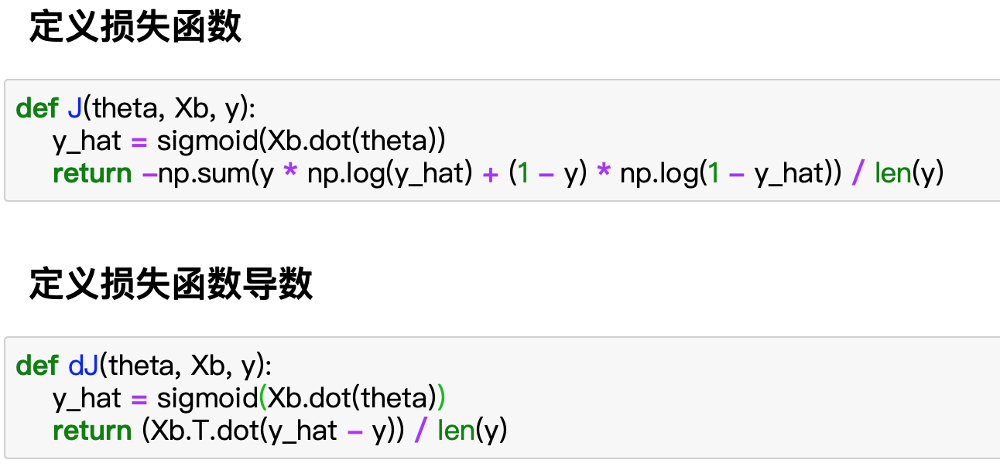 定义损失函数
def J(theta, Xb, y):
    y_hat = sigmoid(Xb.dot(theta))
    return -np.sum(y * np.log(y_hat) + (1 - y) * np.log(1 - y_hat)) / len(y)
定义损失函数导数
def dJ(theta, Xb, y):
    y_hat = sigmoid(Xb.dot(theta))
    return (Xb.T.dot(y_hat - y)) / len(y)